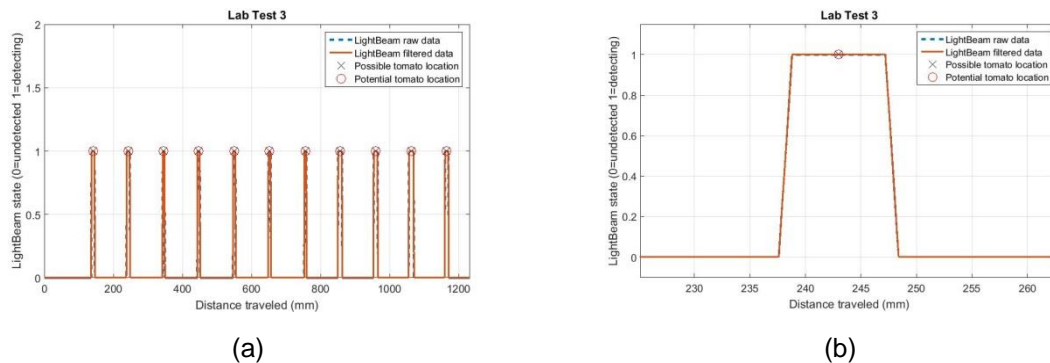 Lab Test 3
2
1.5
1
0.5
0
LightBeam state (0=undetected 1=detecting)
LightBeam raw data
LightBeam filtered data
Possible tomato location
Potential tomato location
0 200 400 600 800 1000 1200
Distance traveled (mm)
(a)
Lab Test 3
1
0.8
0.6
0.4
0.2
0
LightBeam state (0=undetected 1=detecting)
LightBeam raw data
LightBeam filtered data
Possible tomato location
Potential tomato location
230 235 240 245 250 255 260
Distance traveled (mm)
(b)